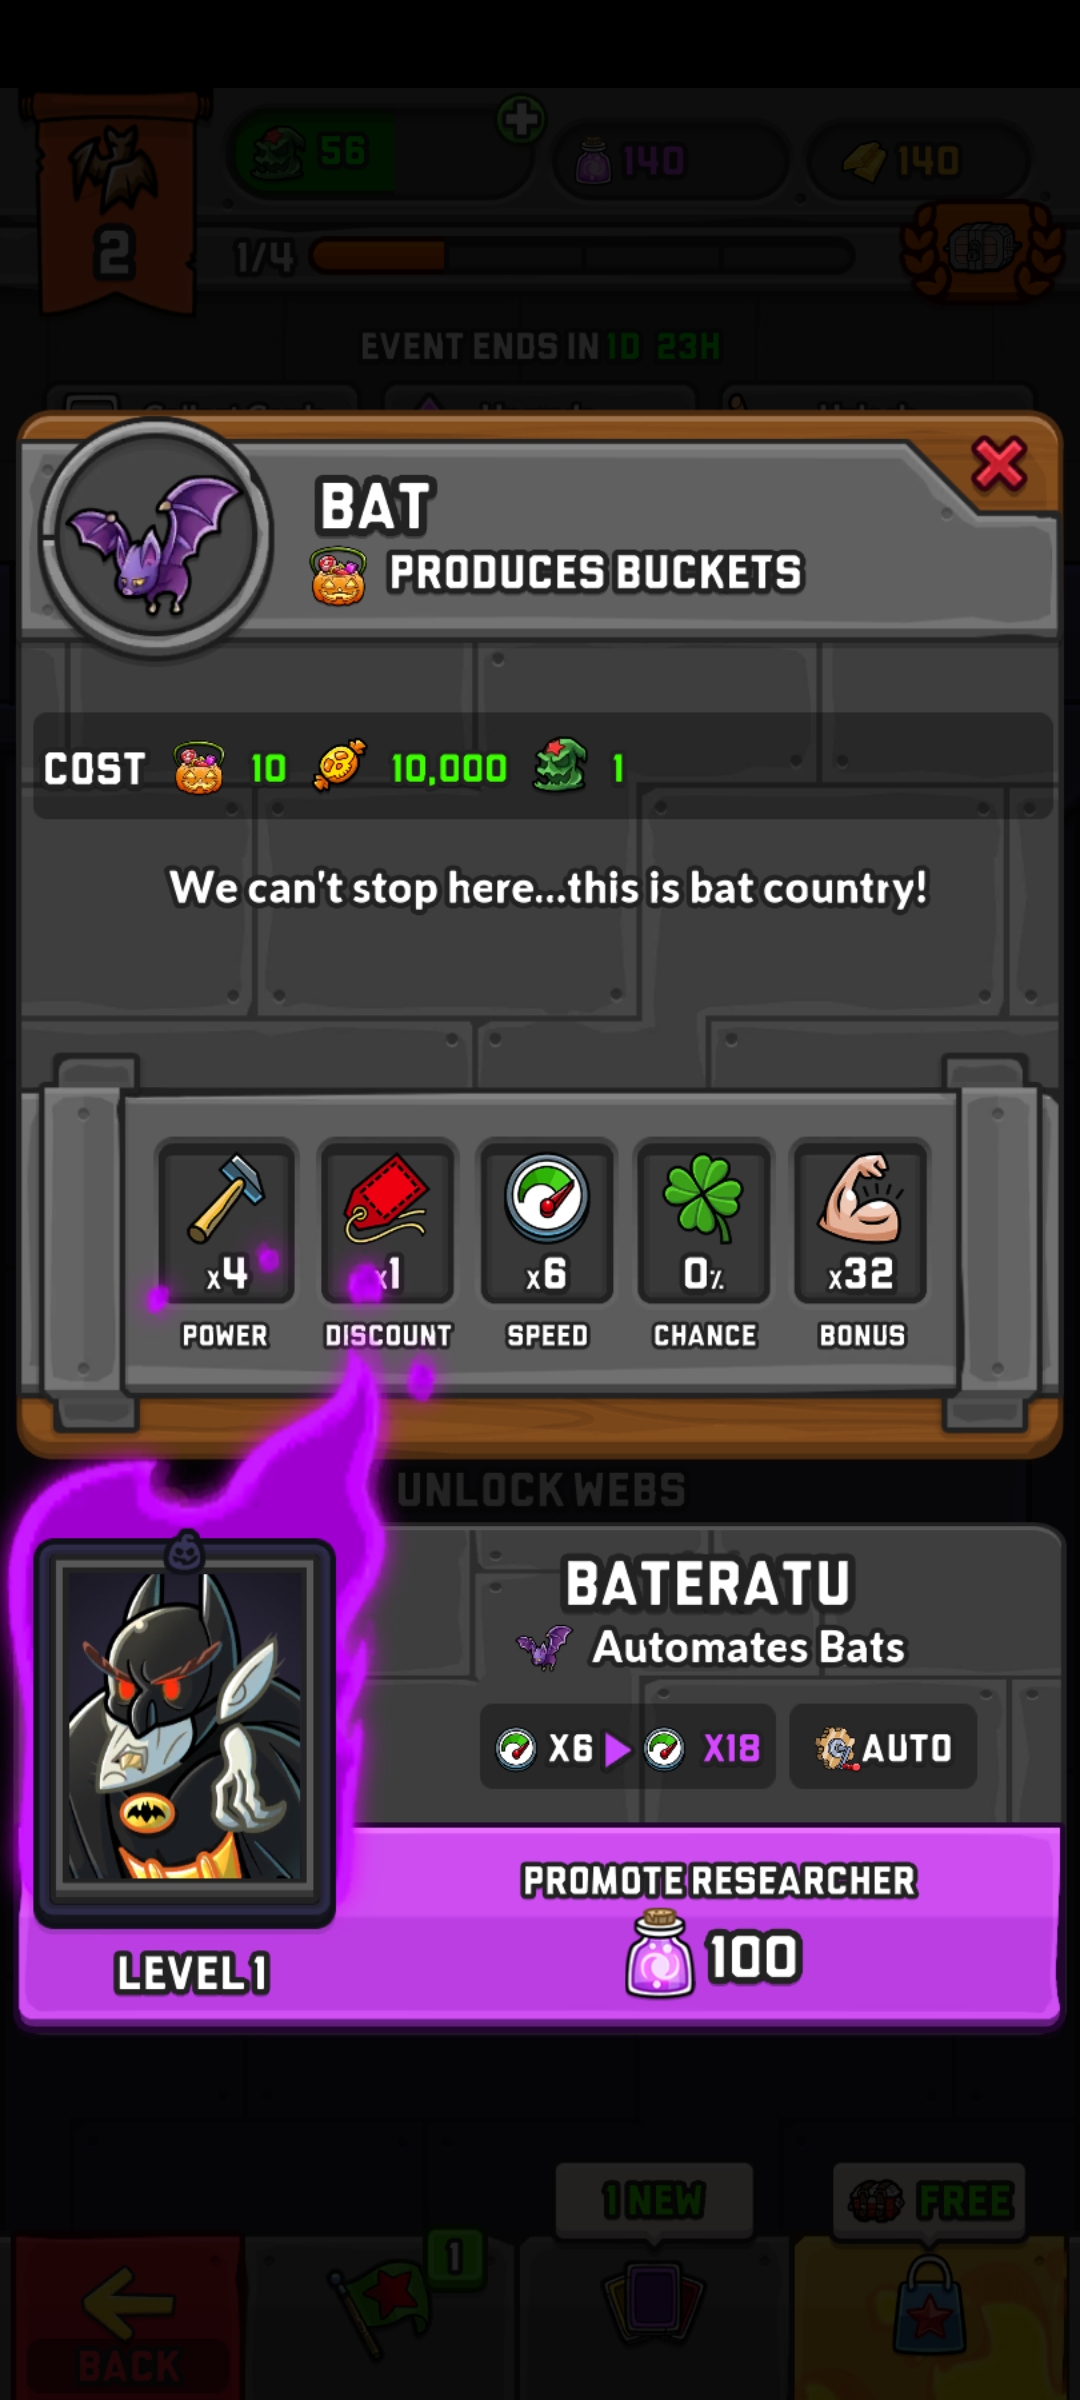 56
140
140
2
1/4
EVENT ENDS IN 1D 23H
BAT
PRODUCES BUCKETS
COST 10 10,000 1
We can't stop here...this is bat country!
x4
x1
x6
0%
x32
POWER
DISCOUNT
SPEED
CHANCE
BONUS
UNLOCK WEBS
BATERATU
Automates Bats
X6 X18 AUTO
PROMOTE RESEARCHER
100
LEVEL 1
1 NEW
FREE
1
BACK